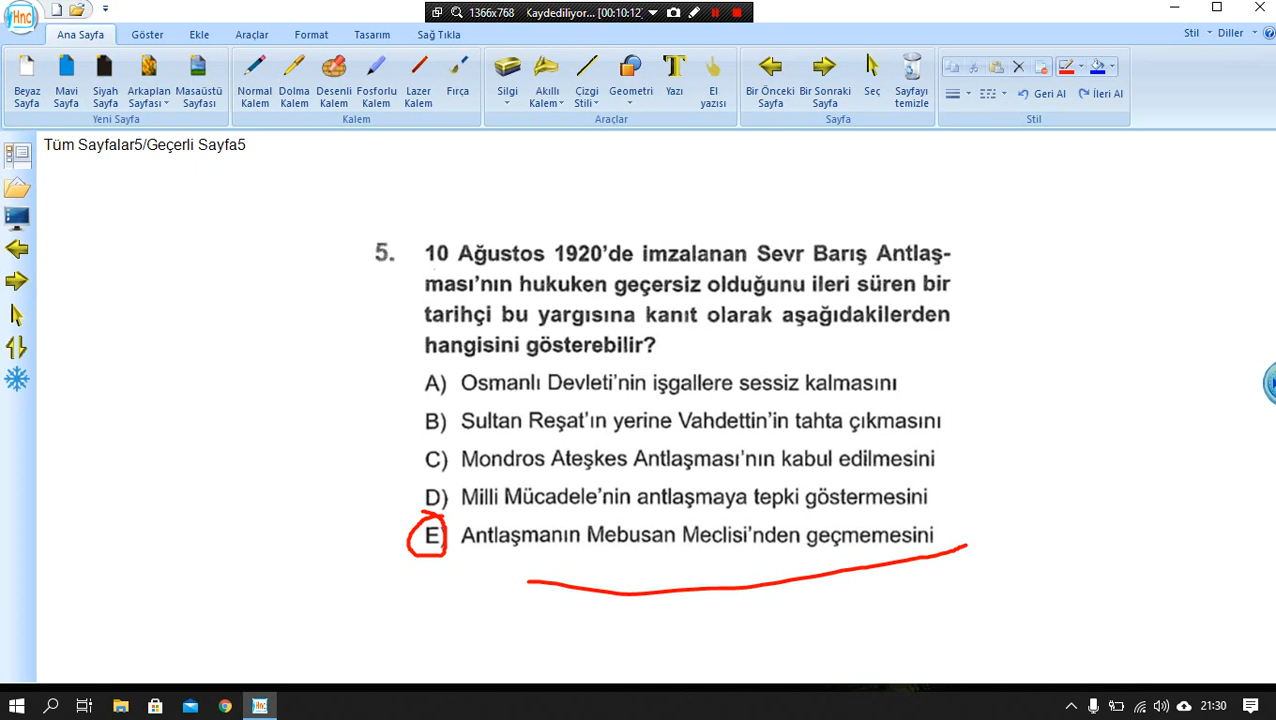 Hnc
1366x768 Kaydediliyor... [00:10:12]
Ana Sayfa Göster Ekle Araçlar Format Tasarım Sağ Tıkla Stil Diller
Beyaz Sayfa
Mavi Sayfa
Siyah Sayfa
Arkaplan Sayfası
Masaüstü Sayfası
Yeni Sayfa
Normal Kalem
Dolma Kalem
Desenli Kalem
Fosforlu Kalem
Lazer Kalem
Fırça
Kalem
Silgi
Akıllı Kalem
Çizgi Stili
Geometri
Yazı
El yazısı
Araçlar
Bir Önceki Sayfa
Bir Sonraki Sayfa
Seç
Sayfayı temizle
Sayfa
Geri Al
İleri Al
Stil
Tüm Sayfalar5/Geçerli Sayfa5
5. 10 Ağustos 1920’de imzalanan Sevr Barış Antlaş-
ması’nın hukuken geçersiz olduğunu ileri süren bir
tarihçi bu yargısına kanıt olarak aşağıdakilerden
hangisini gösterebilir?
A) Osmanlı Devleti’nin işgallere sessiz kalmasını
B) Sultan Reşat’ın yerine Vahdettin’in tahta çıkmasını
C) Mondros Ateşkes Antlaşması’nın kabul edilmesini
D) Milli Mücadele’nin antlaşmaya tepki göstermesini
E) Antlaşmanın Mebusan Meclisi’nden geçmemesini
Hnc
21:30